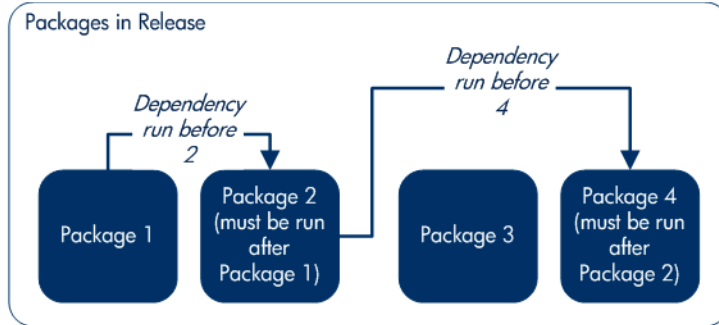 Packages in Release
Dependency
run before
2
Dependency
run before
4
Package 1
Package 2
(must be run
after
Package 1)
Package 3
Package 4
(must be run
after
Package 2)